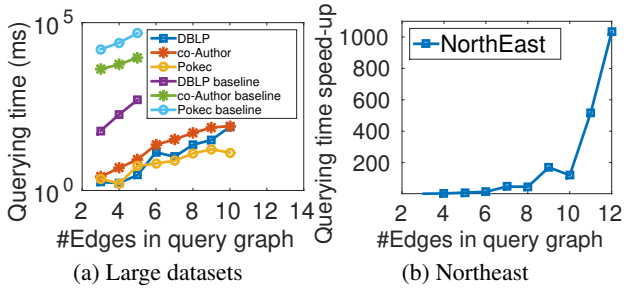 10^5
10^0
Querying time (ms)
DBLP
co-Author
Pokec
DBLP baseline
co-Author baseline
Pokec baseline
2 4 6 8 10 12 14
#Edges in query graph
(a) Large datasets
Querying time speed-up
1000
800
600
400
200
NorthEast
2 4 6 8 10 12
#Edges in query graph
(b) Northeast